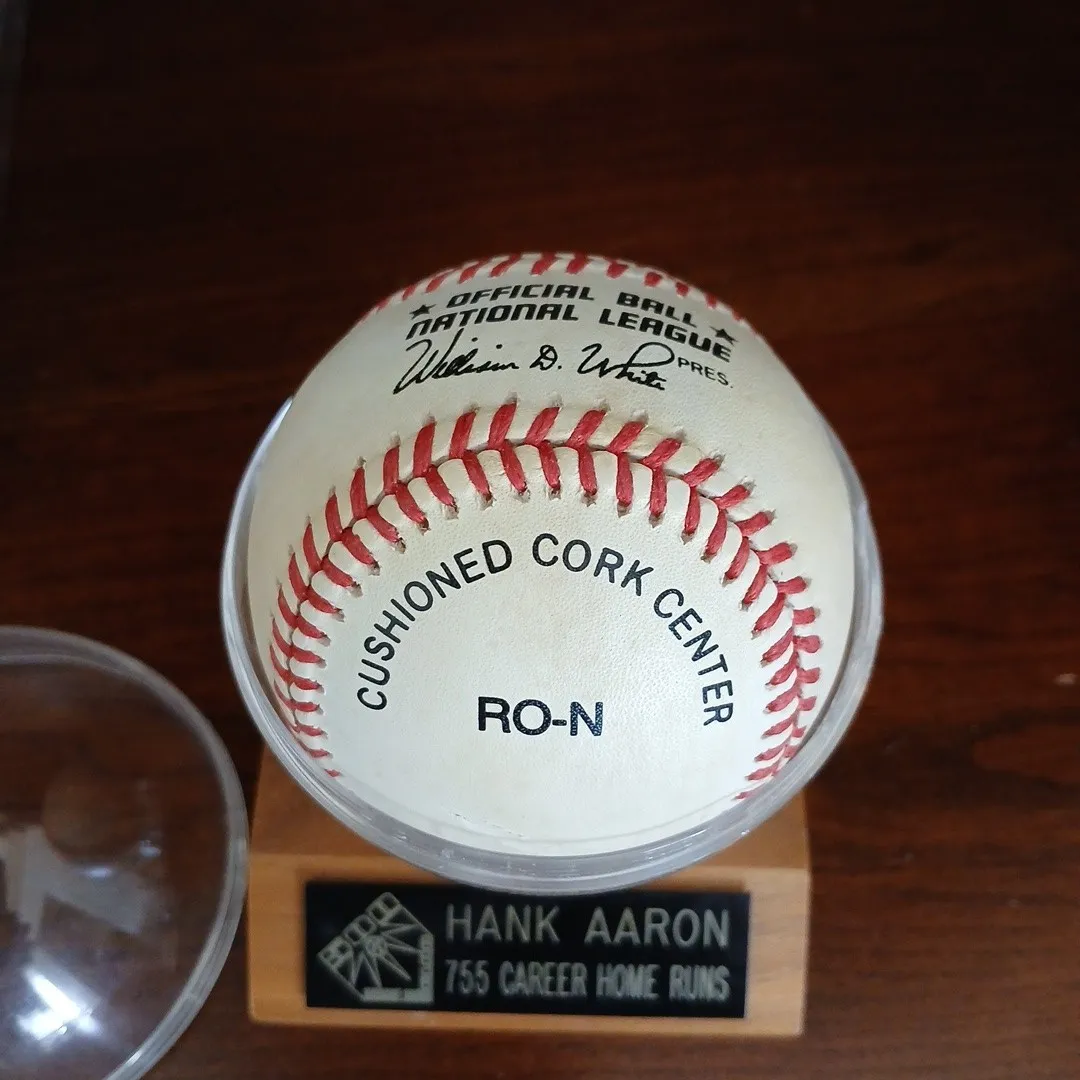 ★ OFFICIAL BALL ★
NATIONAL LEAGUE
William D. White PRES.
CUSHIONED CORK CENTER
RO-N
HANK AARON
755 CAREER HOME RUNS